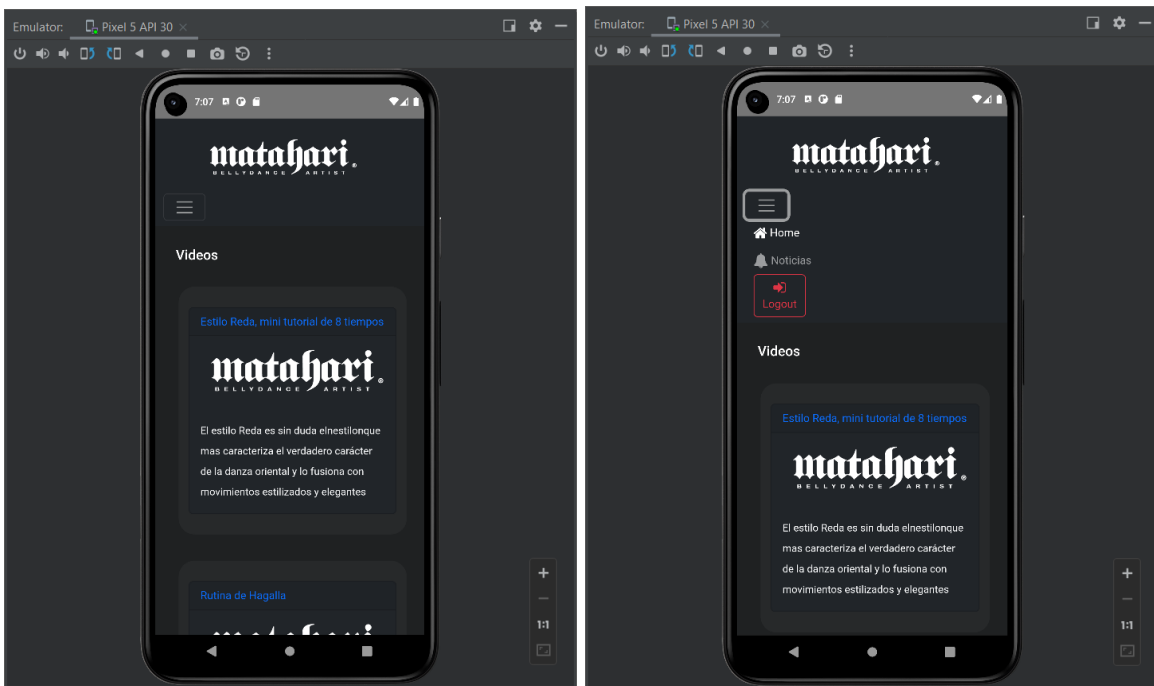 Emulator: Pixel 5 API 30
7:07
matahari®
BELLYDANCE ARTIST
Videos
Estilo Reda, mini tutorial de 8 tiempos
matahari®
BELLYDANCE ARTIST
El estilo Reda es sin duda elnestilonque
mas caracteriza el verdadero carácter
de la danza oriental y lo fusiona con
movimientos estilizados y elegantes
Rutina de Hagalla
1:1
Emulator: Pixel 5 API 30
7:07
matahari®
BELLYDANCE ARTIST
Home
Noticias
Logout
Videos
Estilo Reda, mini tutorial de 8 tiempos
matahari®
BELLYDANCE ARTIST
El estilo Reda es sin duda elnestilonque
mas caracteriza el verdadero carácter
de la danza oriental y lo fusiona con
movimientos estilizados y elegantes
1:1